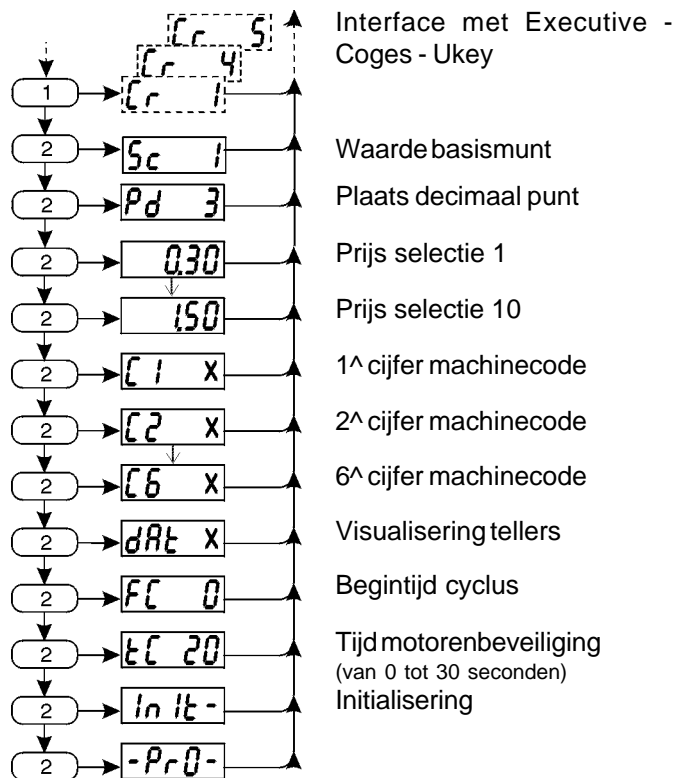 Cr 5
Cr 4
1 Cr 1
Interface met Executive -
Coges - Ukey
2 Sc 1 Waarde basismunt
2 Pd 3 Plaats decimaal punt
2 0.30 Prijs selectie 1
2 1.50 Prijs selectie 10
2 C1 X 1^ cijfer machinecode
2 C2 X 2^ cijfer machinecode
2 C6 X 6^ cijfer machinecode
2 dAt X Visualisering tellers
2 FC 0 Begintijd cyclus
2 tC 20 Tijd motorenbeveiliging
(van 0 tot 30 seconden)
2 InIt- Initialisering
2 -PrO-